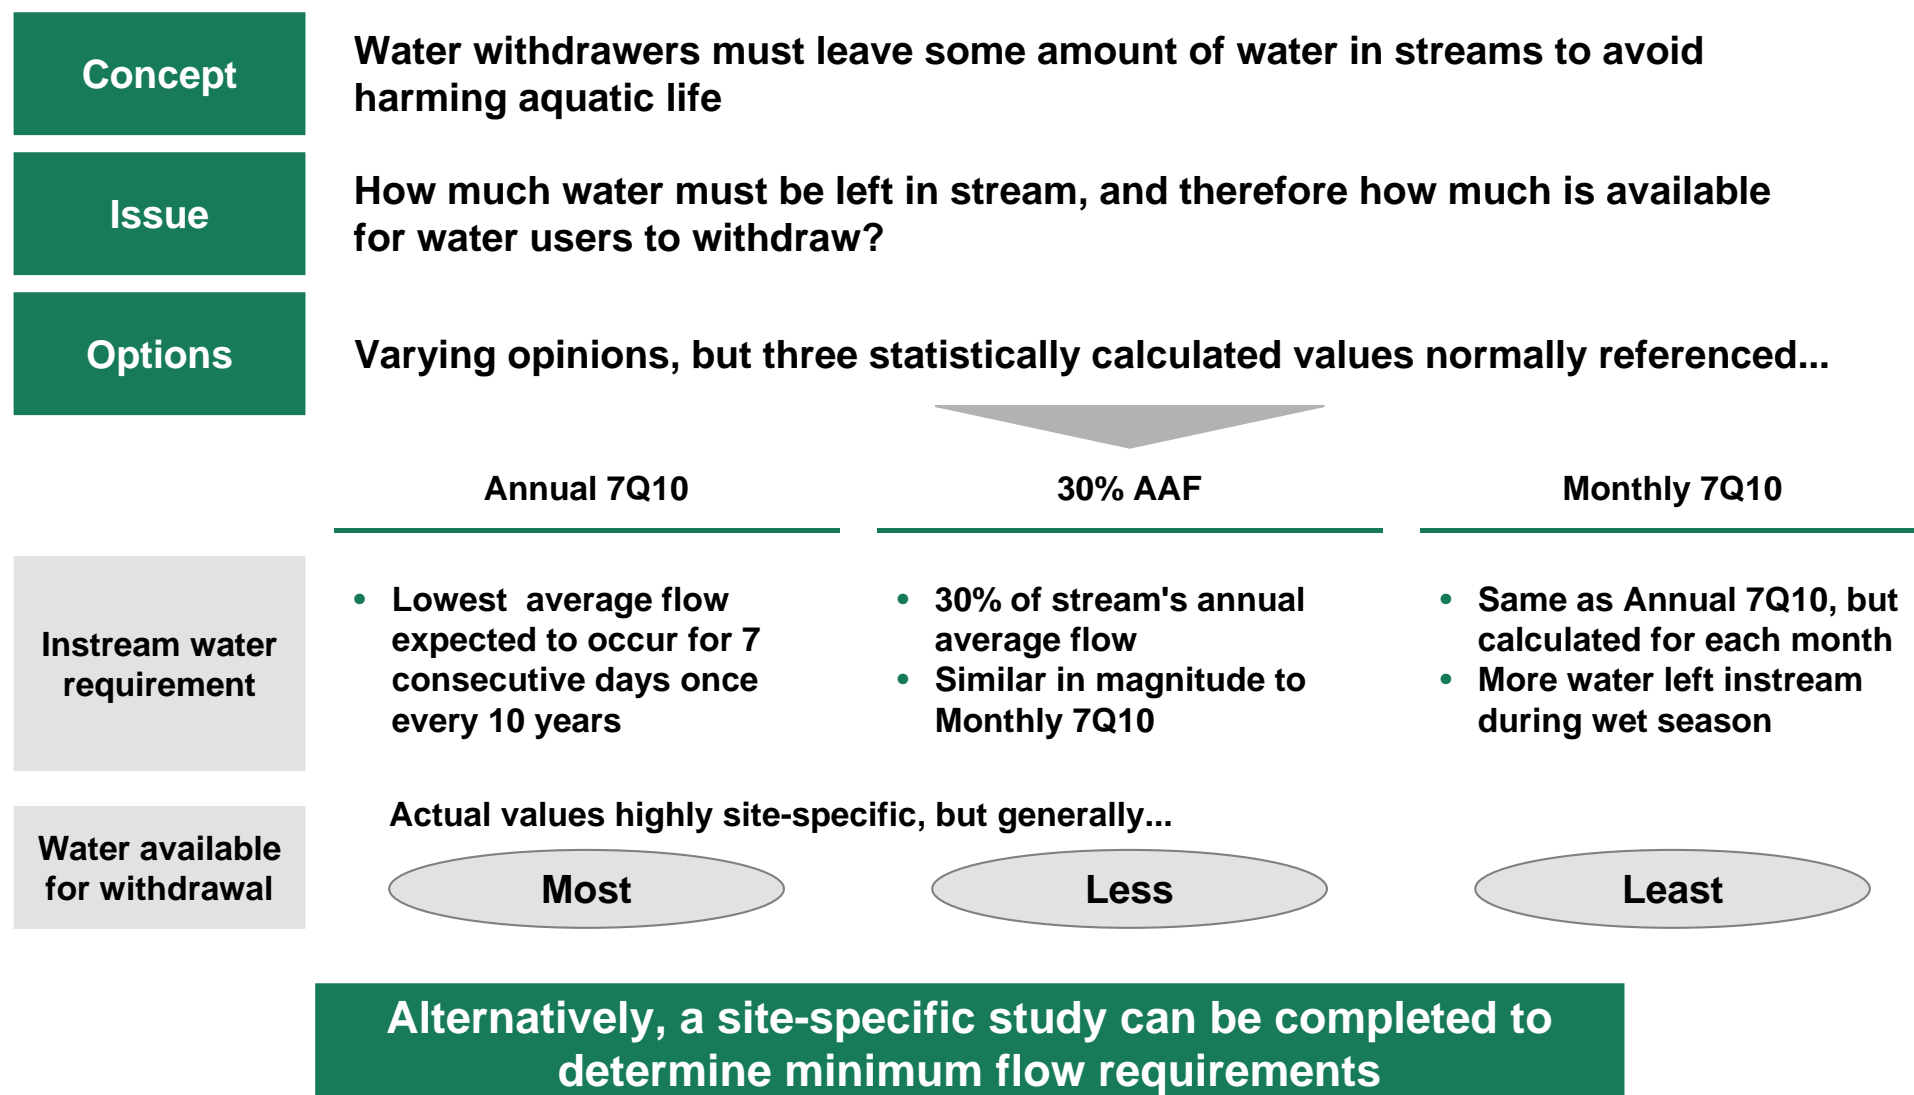 Concept
Water withdrawers must leave some amount of water in streams to avoid
harming aquatic life
Issue
How much water must be left in stream, and therefore how much is available
for water users to withdraw?
Options
Varying opinions, but three statistically calculated values normally referenced...
Annual 7Q10
30% AAF
Monthly 7Q10
Instream water
requirement
• Lowest  average flow
expected to occur for 7
consecutive days once
every 10 years
• 30% of stream's annual
average flow
• Similar in magnitude to
Monthly 7Q10
• Same as Annual 7Q10, but
calculated for each month
• More water left instream
during wet season
Water available
for withdrawal
Actual values highly site-specific, but generally...
Most
Less
Least
Alternatively, a site-specific study can be completed to
determine minimum flow requirements